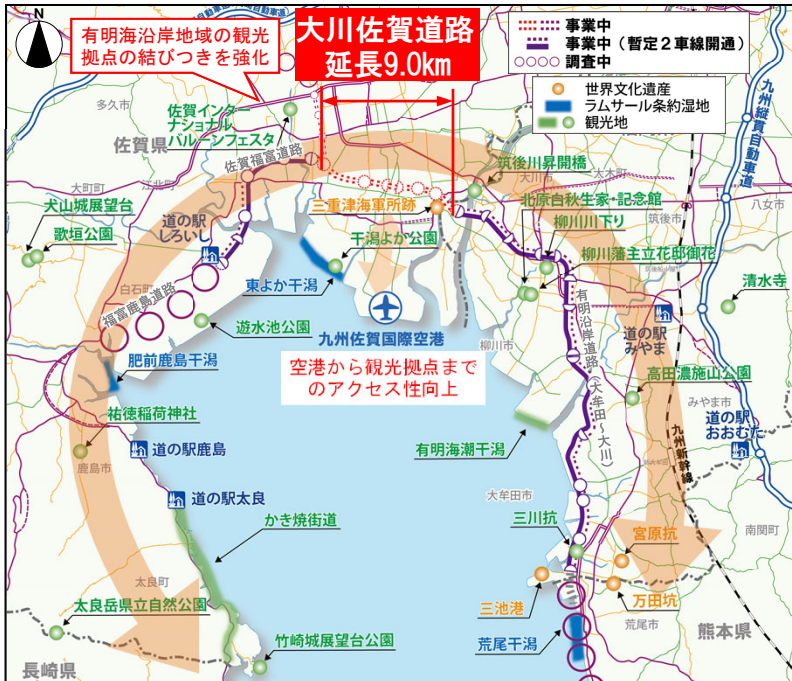 有明海沿岸地域の観光
拠点の結びつきを強化
大川佐賀道路
延長9.0km
事業中
事業中（暫定２車線開通）
調査中
世界文化遺産
ラムサール条約湿地
観光地
九州縦貫自動車道
多久市
佐賀県
佐賀インター
ナショナル
バルーンフェスタ
佐賀福富道路
大町町
江北町
犬山城展望台
歌垣公園
道の駅
しろいし
白石町
福富鹿島道路
三重津海軍所跡
筑後川昇開橋
大川市
大木町
北原白秋生家・記念館
柳川川下り
柳川藩主立花邸御花
筑後市
八女市
干潟よか公園
東よか干潟
遊水池公園
九州佐賀国際空港
空港から観光拠点まで
のアクセス性向上
清水寺
道の駅
みやま
柳川市
有明沿岸道路（大牟田～大川）
高田濃施山公園
みやま市
道の駅
おおむた
九州新幹線
肥前鹿島干潟
祐徳稲荷神社
鹿島市
道の駅鹿島
道の駅太良
かき焼街道
有明海潮干潟
大牟田市
三川抗
宮原抗
南関町
太良町
太良岳県立自然公園
三池港
万田坑
荒尾市
荒尾干潟
熊本県
竹崎城展望台公園
長崎県